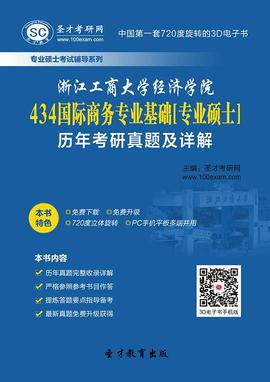 SC
圣才考研网
www.100exam.com
中国第一套720度旋转的3D电子书
专业硕士考试辅导系列
浙江工商大学经济学院
434国际商务专业基础[专业硕士]
历年考研真题及详解
主编:圣才考研网
www.100exam.com
本书特色
免费下载 免费升级
720度立体旋转 PC手机平板多端并用
本书内容
历年真题完整收录详解
严格参照参考书目作答
提炼答题要点指导备考
最新真题免费升级获得
3D电子书手机版
圣才教育出版